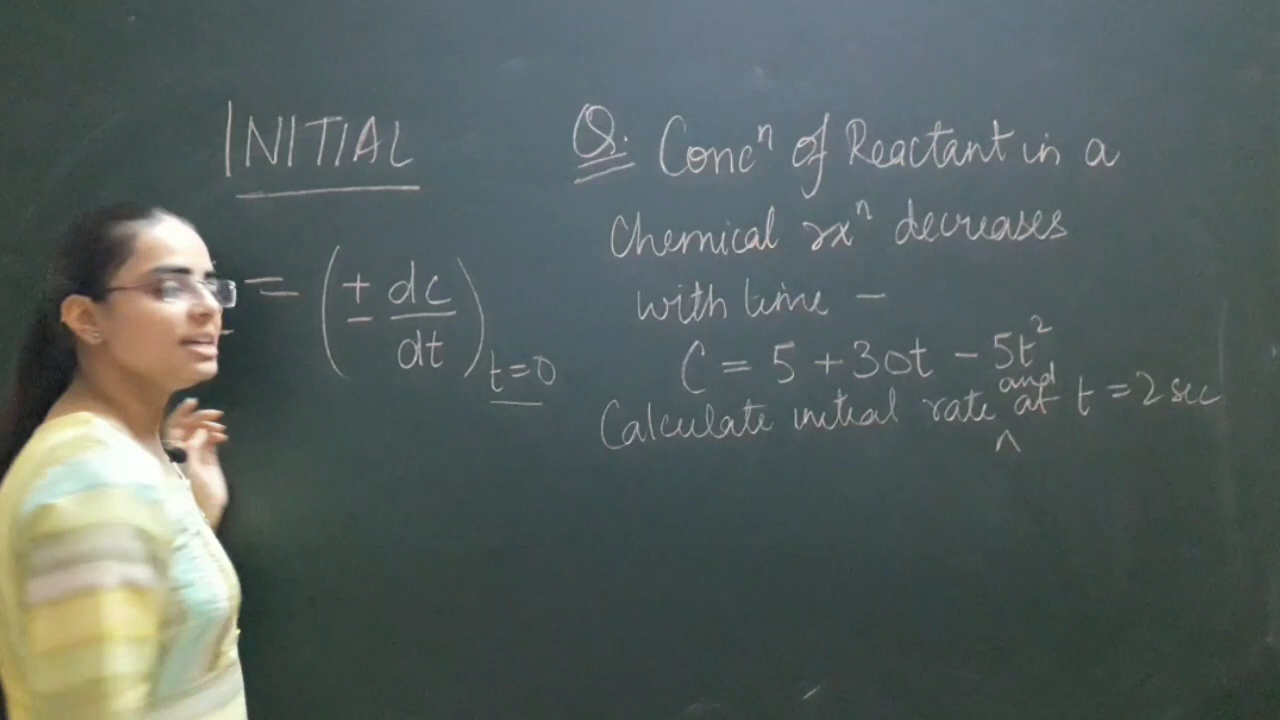 INITIAL
= (± dc/dt)t=0
Q. Concⁿ of Reactant in a
Chemical rxⁿ decreases
with time –
C = 5 + 30t - 5t²
Calculate initial rate and at t = 2 sec